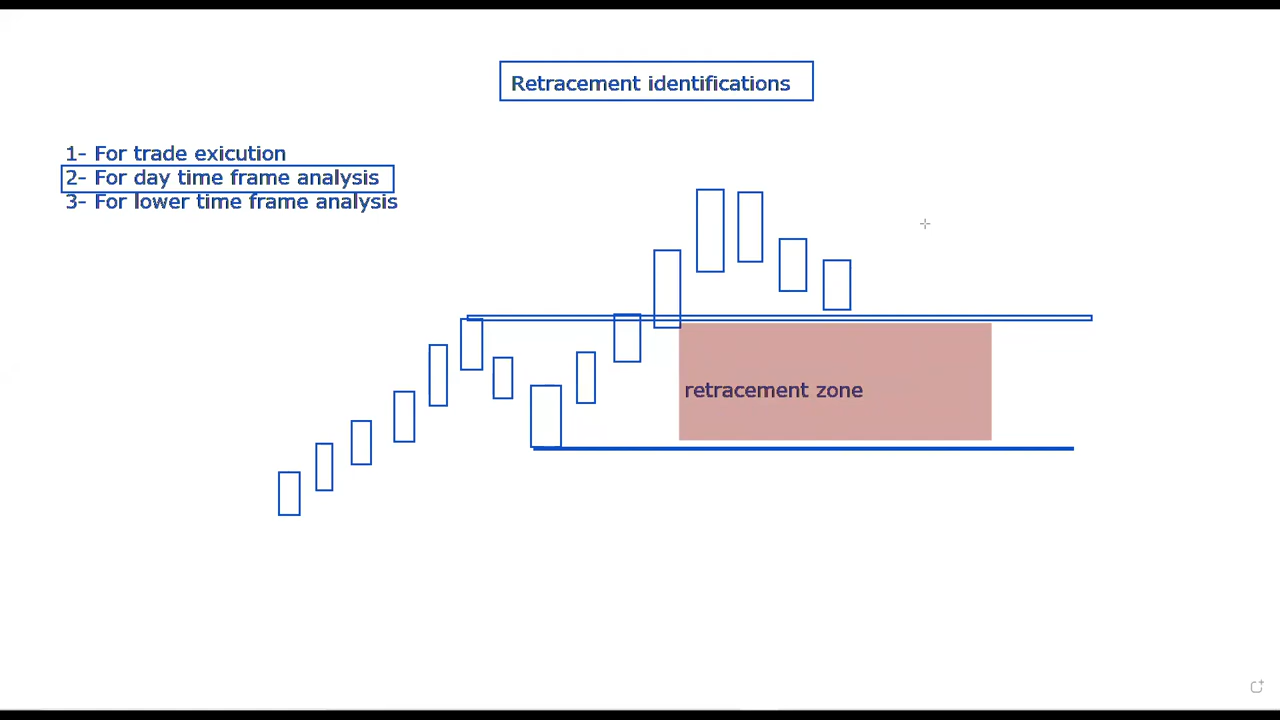 Retracement identifications
1- For trade exicution
2- For day time frame analysis
3- For lower time frame analysis
retracement zone